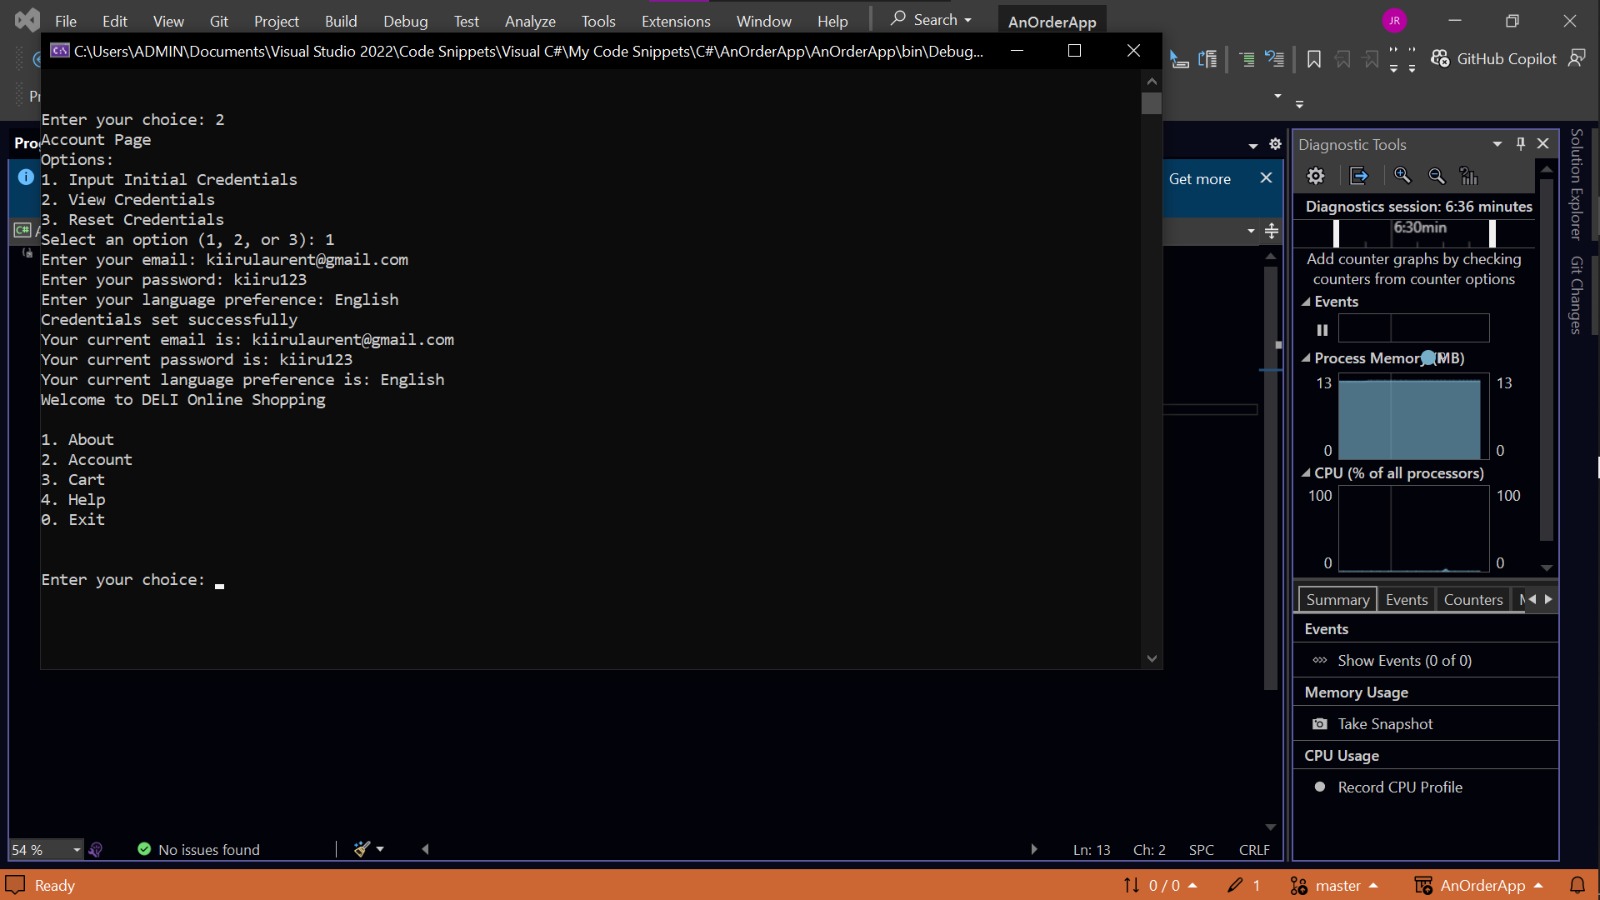 File Edit View Git Project Build Debug Test Analyze Tools Extensions Window Help Search AnOrderApp JR
C:\Users\ADMIN\Documents\Visual Studio 2022\Code Snippets\Visual C#\My Code Snippets\C#\AnOrderApp\AnOrderApp\bin\Debug...
GitHub Copilot
Enter your choice: 2
Account Page
Options:
1. Input Initial Credentials
2. View Credentials
3. Reset Credentials
Select an option (1, 2, or 3): 1
Enter your email: kiirulaurent@gmail.com
Enter your password: kiiru123
Enter your language preference: English
Credentials set successfully
Your current email is: kiirulaurent@gmail.com
Your current password is: kiiru123
Your current language preference is: English
Welcome to DELI Online Shopping
1. About
2. Account
3. Cart
4. Help
0. Exit
Enter your choice:
Get more
Diagnostic Tools
Diagnostics session: 6:36 minutes
6:30min
Add counter graphs by checking
counters from counter options
Events
Process Memory (MB)
13 13
0 0
CPU (% of all processors)
100 100
0 0
Summary Events Counters
Events
Show Events (0 of 0)
Memory Usage
Take Snapshot
CPU Usage
Record CPU Profile
Solution Explorer
Git Changes
54 % No issues found Ln: 13 Ch: 2 SPC CRLF
Ready 0 / 0 1 master AnOrderApp